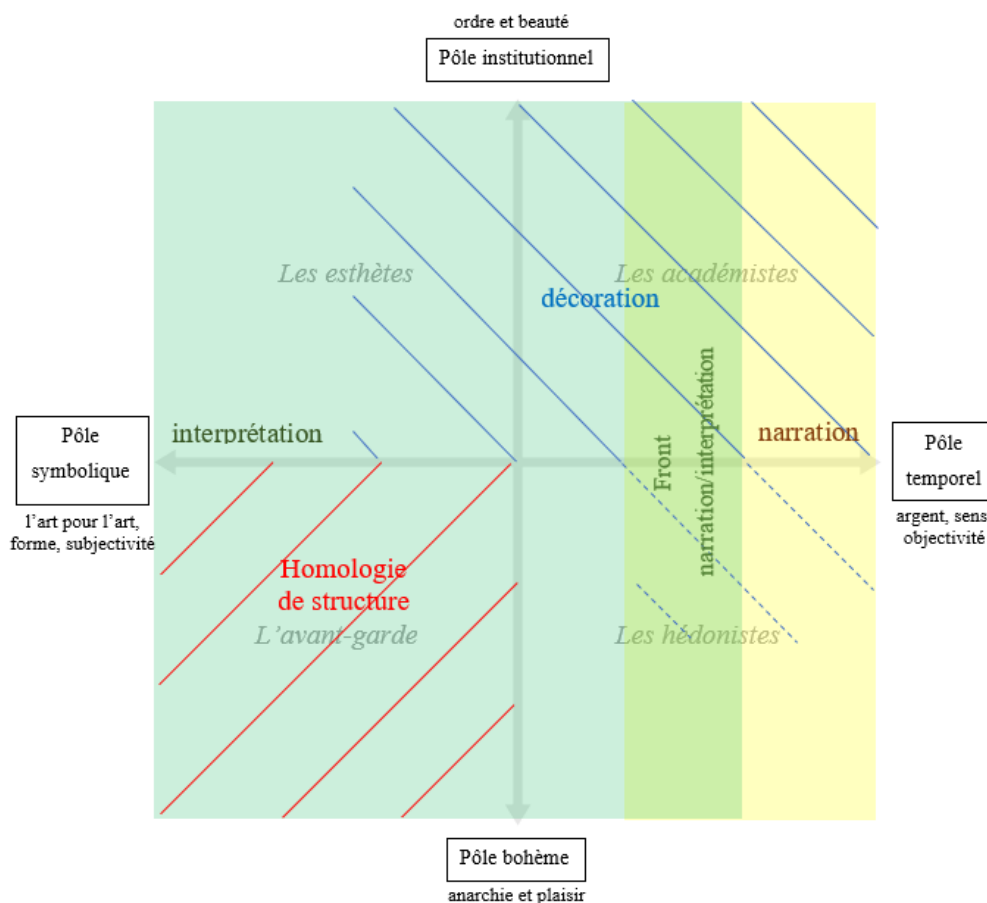 ordre et beauté
Pôle institutionnel
Les esthètes
Les académistes
décoration
Pôle
symbolique
l'art pour l'art,
forme, subjectivité
interprétation
Front
narration/interprétation
narration
Pôle
temporel
argent, sens
objectivité
Homologie
de structure
L'avant-garde
Les hédonistes
Pôle bohème
anarchie et plaisir